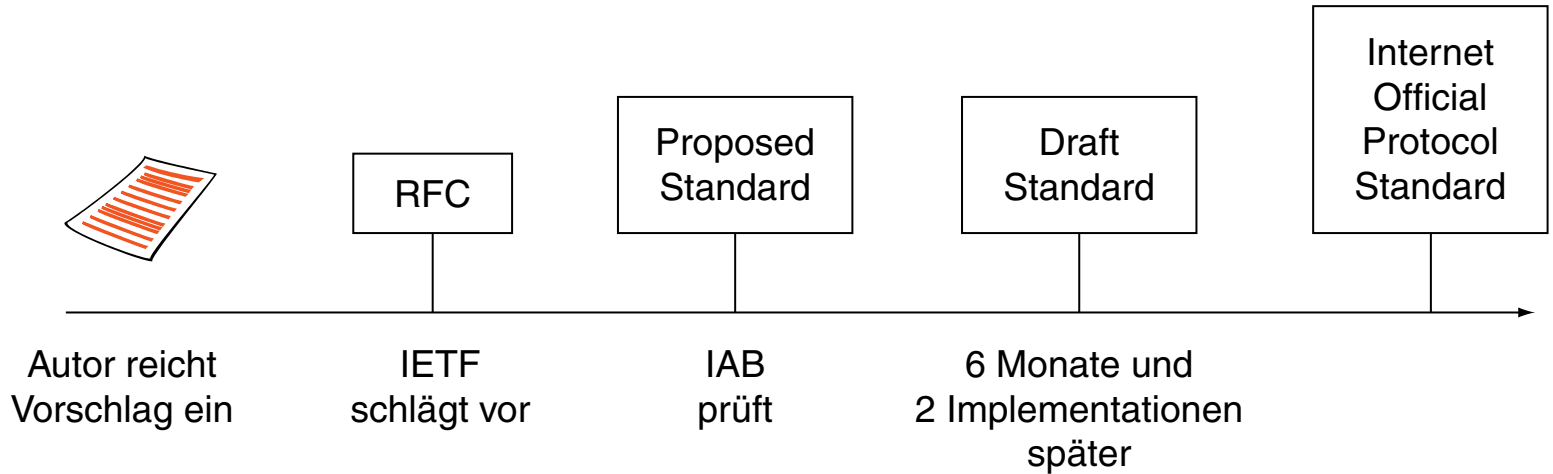 RFC
Proposed
Standard
Draft
Standard
Internet
Official
Protocol
Standard
Autor reicht
Vorschlag ein
IETF
schlägt vor
IAB
prüft
6 Monate und
2 Implementationen
später